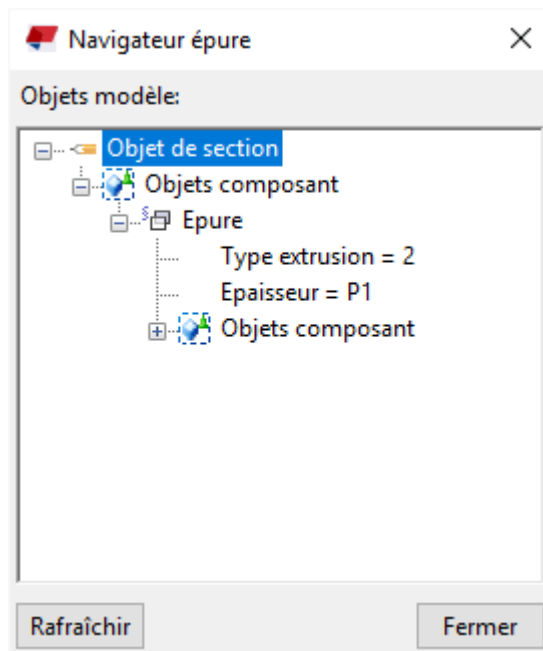 Navigateur épure
Objets modèle:
Objet de section
Objets composant
Epure
Type extrusion = 2
Epaisseur = P1
Objets composant
Rafraîchir
Fermer